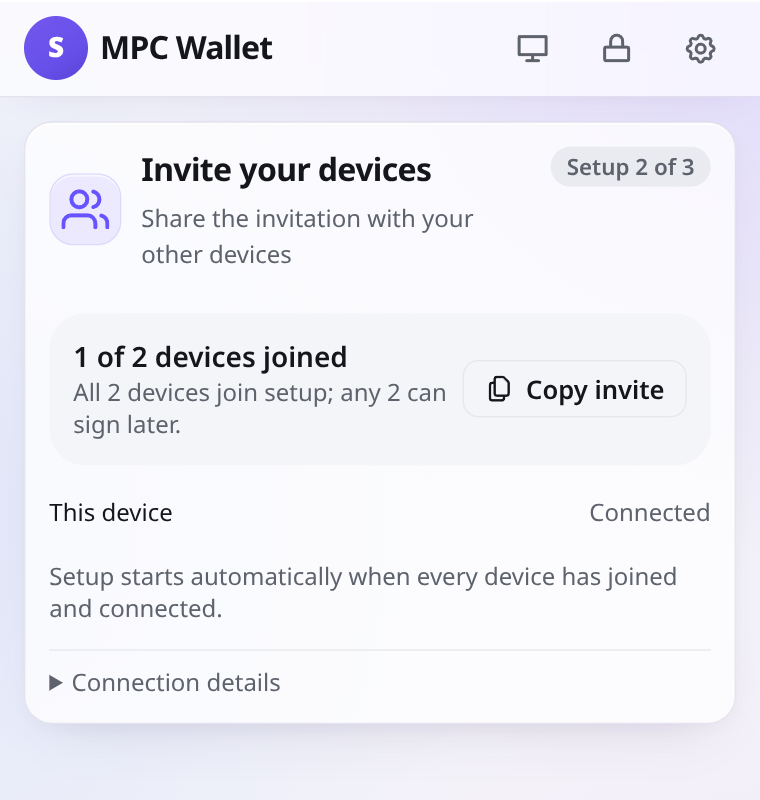 S
MPC Wallet
Invite your devices
Setup 2 of 3
Share the invitation with your
other devices
1 of 2 devices joined
All 2 devices join setup; any 2 can
sign later.
Copy invite
This device
Connected
Setup starts automatically when every device has joined
and connected.
Connection details